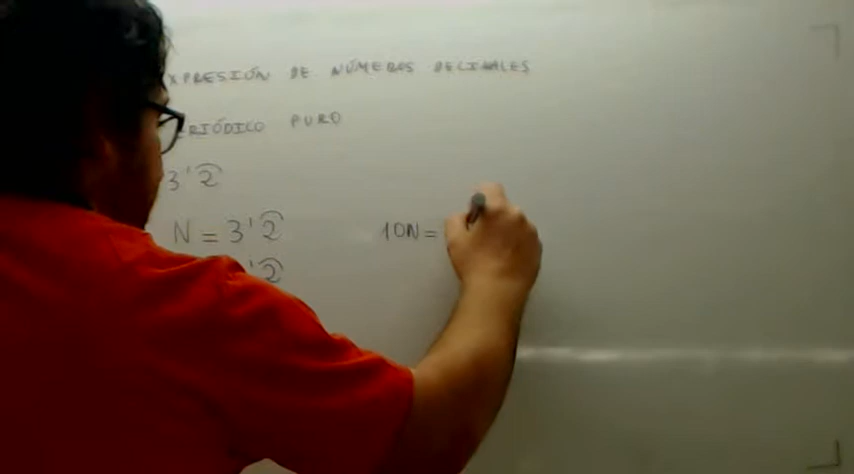 XPRESIÓN DE NÚMEROS DECIMALES
RIÓDICO PURO
3'2͡
N = 3'2͡ 10N =
'2͡